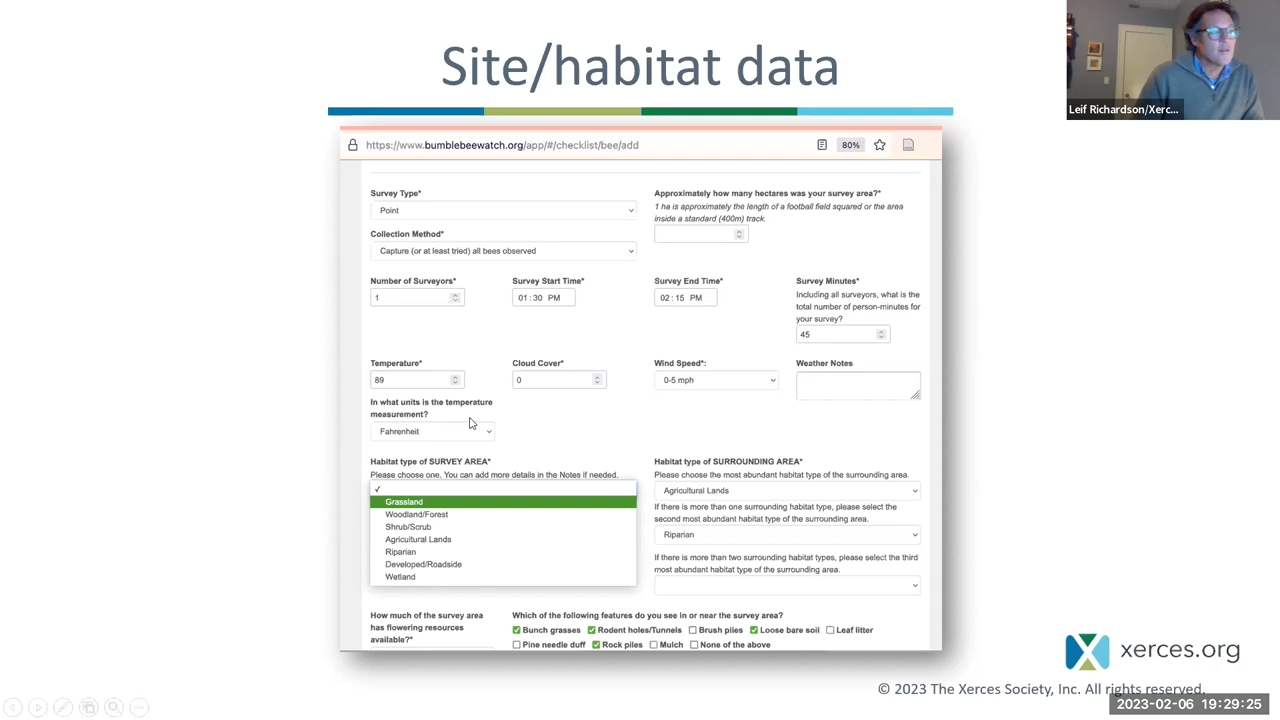 Site/habitat data
Leif Richardson/Xerc...
https://www.bumblebeewatch.org/app/#/checklist/bee/add
80%
Survey Type*
Point
Approximately how many hectares was your survey area?*
1 ha is approximately the length of a football field squared or the area
inside a standard (400m) track.
Collection Method*
Capture (or at least tried) all bees observed
Number of Surveyors*
1
Survey Start Time*
01:30 PM
Survey End Time*
02:15 PM
Survey Minutes*
Including all surveyors, what is the
total number of person-minutes for
your survey?
45
Temperature*
89
Cloud Cover*
0
Wind Speed*:
0-5 mph
Weather Notes
In what units is the temperature
measurement?
Fahrenheit
Habitat type of SURVEY AREA*
Please choose one. You can add more details in the Notes if needed.
✓
Grassland
Woodland/Forest
Shrub/Scrub
Agricultural Lands
Riparian
Developed/Roadside
Wetland
Habitat type of SURROUNDING AREA*
Please choose the most abundant habitat type of the surrounding area.
Agricultural Lands
If there is more than one surrounding habitat type, please select the
second most abundant habitat type of the surrounding area.
Riparian
If there is more than two surrounding habitat types, please select the third
most abundant habitat type of the surrounding area.
How much of the survey area
has flowering resources
available?*
Which of the following features do you see in or near the survey area?
Bunch grasses Rodent holes/Tunnels Brush piles Loose bare soil Leaf litter
Pine needle duff Rock piles Mulch None of the above
xerces.org
© 2023 The Xerces Society, Inc. All rights reserved.
2023-02-06 19:29:25